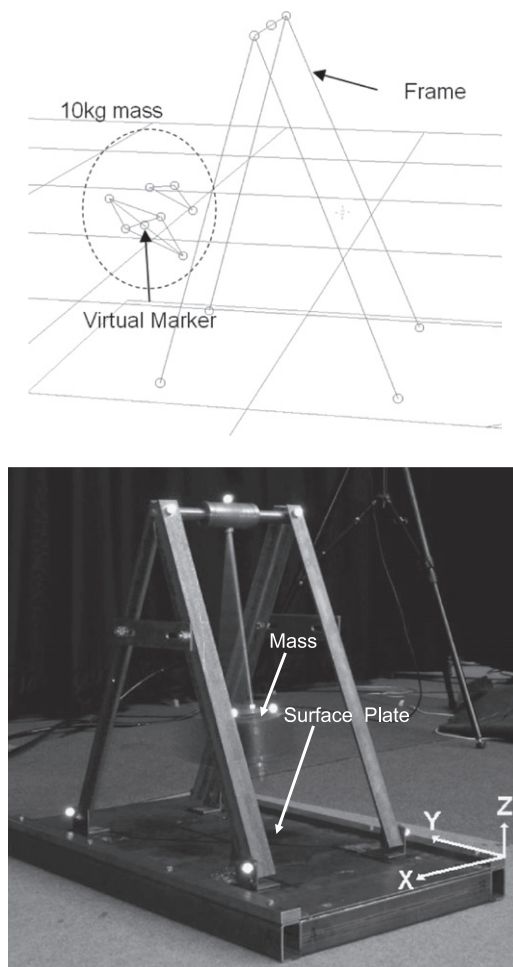 Frame
10kg mass
Virtual Marker
Mass
Surface Plate
Z
Y
X